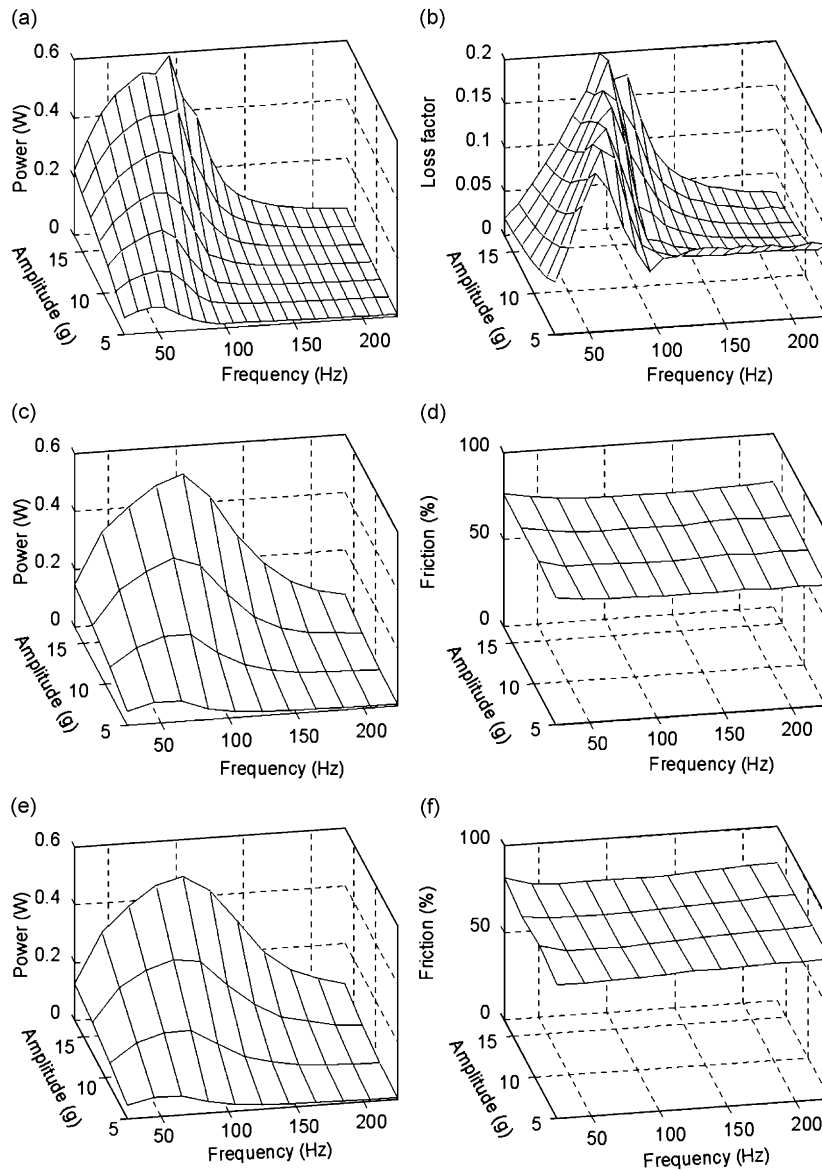 (a)
0.6
0.4
0.2
0
Power (W)
15
10
5
Amplitude (g)
50
100
150
200
Frequency (Hz)
(b)
0.2
0.15
0.1
0.05
0
Loss factor
15
10
5
Amplitude (g)
50
100
150
200
Frequency (Hz)
(c)
0.6
0.4
0.2
0
Power (W)
15
10
5
Amplitude (g)
50
100
150
200
Frequency (Hz)
(d)
100
50
0
Friction (%)
15
10
5
Amplitude (g)
50
100
150
200
Frequency (Hz)
(e)
0.6
0.4
0.2
0
Power (W)
15
10
5
Amplitude (g)
50
100
150
200
Frequency (Hz)
(f)
100
50
0
Friction (%)
15
10
5
Amplitude (g)
50
100
150
200
Frequency (Hz)